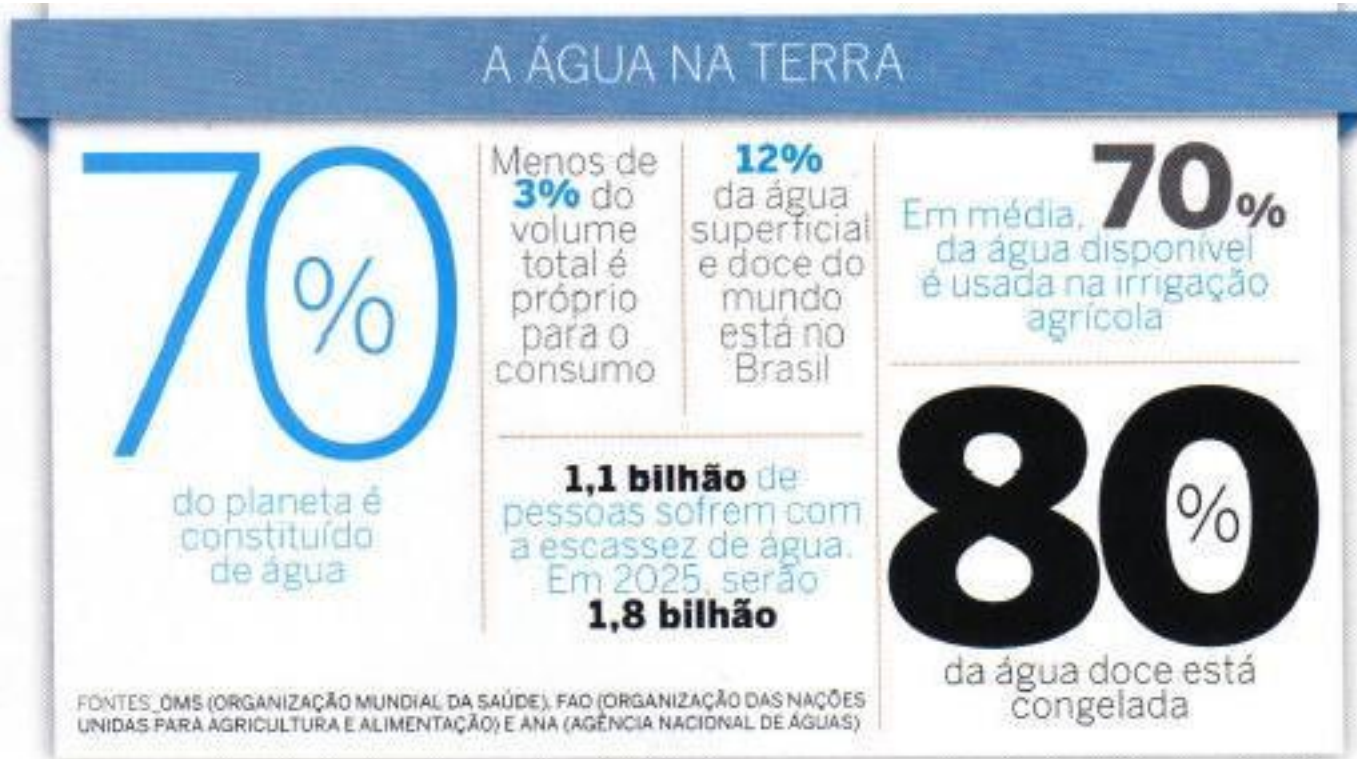 A ÁGUA NA TERRA
70%
do planeta é
constituído
de água
Menos de
3% do
volume
total é
próprio
para o
consumo
12%
da água
superficial
e doce do
mundo
está no
Brasil
1,1 bilhão de
pessoas sofrem com
a escassez de água.
Em 2025, serão
1,8 bilhão
Em média, 70%
da água disponível
é usada na irrigação
agrícola
80%
da água doce está
congelada
FONTES_OMS (ORGANIZAÇÃO MUNDIAL DA SAÚDE), FAO (ORGANIZAÇÃO DAS NAÇÕES
UNIDAS PARA AGRICULTURA E ALIMENTAÇÃO) E ANA (AGÊNCIA NACIONAL DE ÁGUAS)